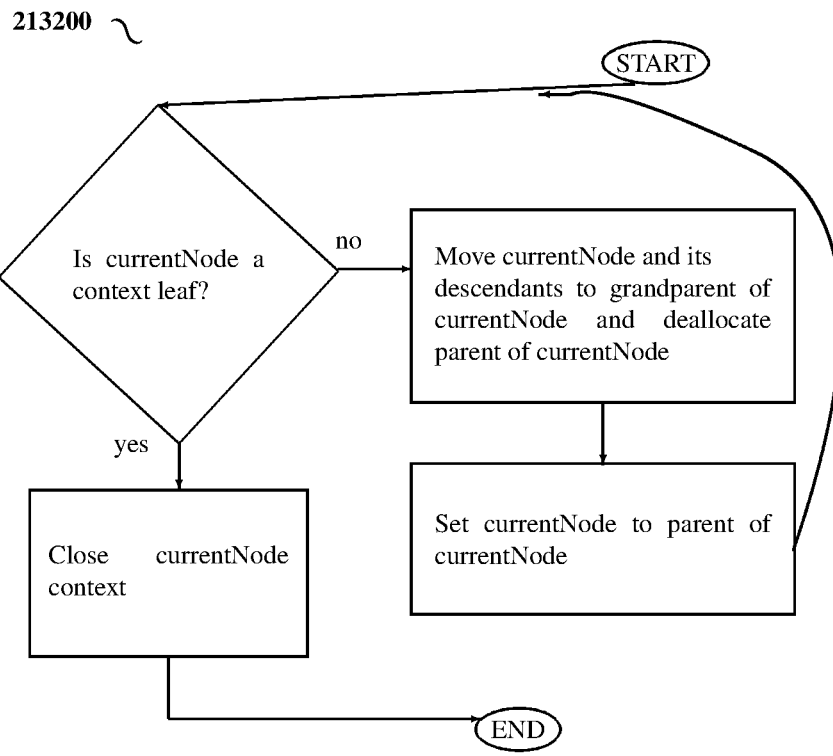 213200
START
Is currentNode a
context leaf?
no
Move currentNode and its
descendants to grandparent of
currentNode and deallocate
parent of currentNode
yes
Set currentNode to parent of
currentNode
Close currentNode
context
END